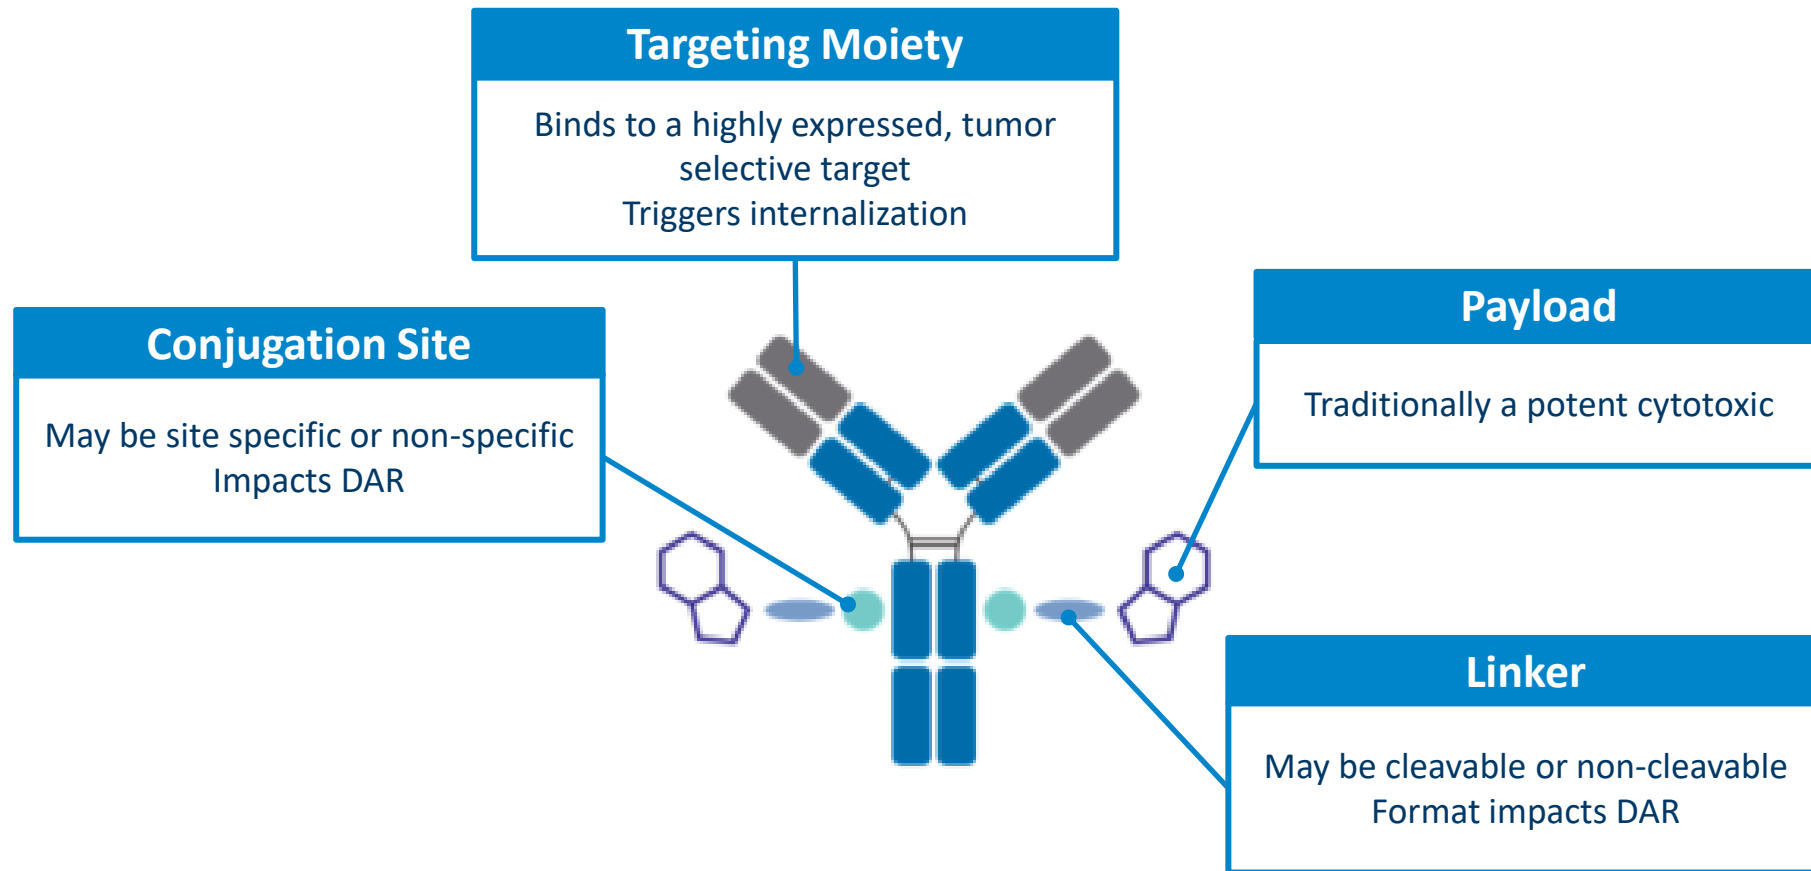 Targeting Moiety
Binds to a highly expressed, tumor
selective target
Triggers internalization
Conjugation Site
May be site specific or non-specific
Impacts DAR
Payload
Traditionally a potent cytotoxic
Linker
May be cleavable or non-cleavable
Format impacts DAR